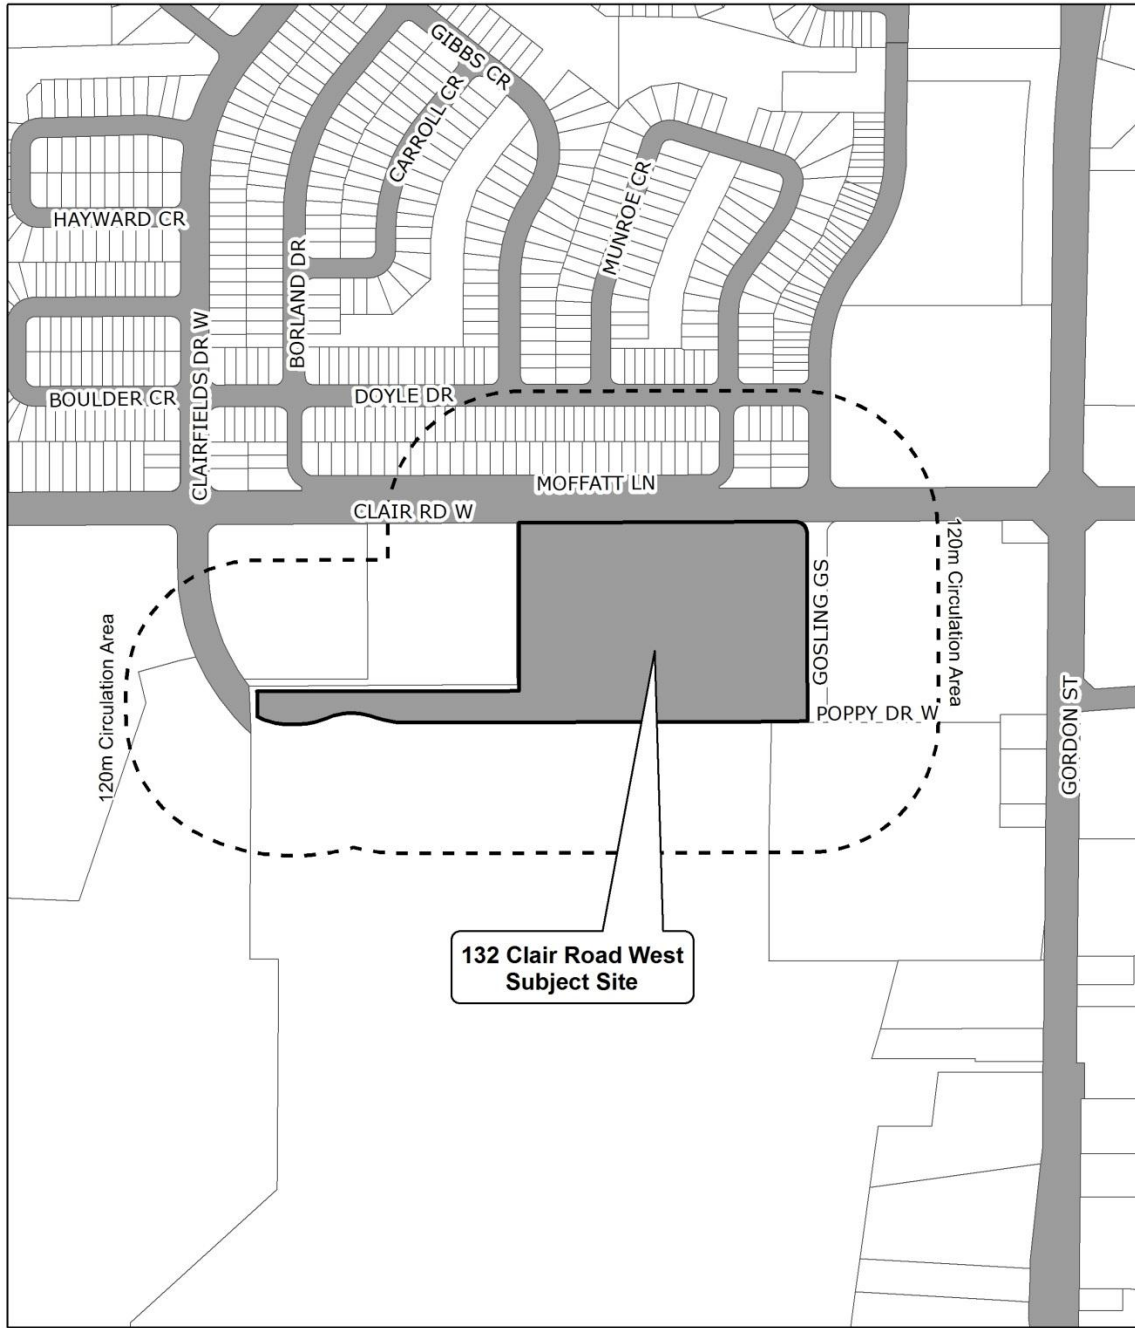 GIBBS CR
CARROLL CR
HAYWARD CR
MUNROE CR
BORLAND DR
CLAIRFIELDS DR W
BOULDER CR
DOYLE DR
MOFFATT LN
CLAIR RD W
120m Circulation Area
GOSLING GS
120m Circulation Area
POPPY DR W
GORDON ST
132 Clair Road West
Subject Site